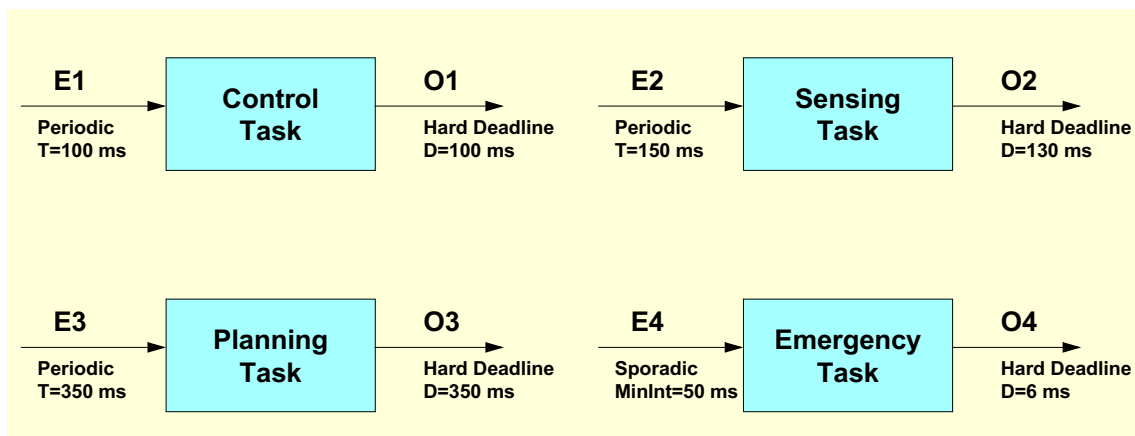 E1
Periodic
T=100 ms
Control
Task
O1
Hard Deadline
D=100 ms
E2
Periodic
T=150 ms
Sensing
Task
O2
Hard Deadline
D=130 ms
E3
Periodic
T=350 ms
Planning
Task
O3
Hard Deadline
D=350 ms
E4
Sporadic
MinInt=50 ms
Emergency
Task
O4
Hard Deadline
D=6 ms